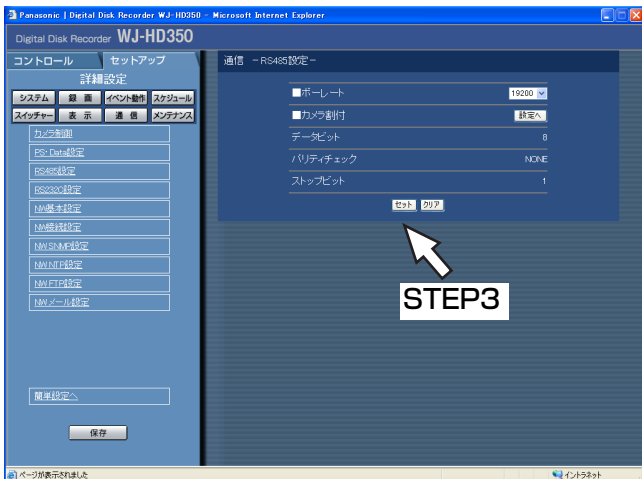 Panasonic | Digital Disk Recorder WJ-HD350 - Microsoft Internet Explorer
Digital Disk Recorder WJ-HD350
コントロール セットアップ
詳細設定
システム 録 画 イベント動作 スケジュール
スイッチャー 表 示 通 信 メンテナンス
カメラ制御
PS・Data設定
RS485設定
RS232C設定
NW基本設定
NW接続設定
NW SNMP設定
NW NTP設定
NW FTP設定
NW メール設定
簡単設定へ
保存
通信 －RS485設定－
■ボーレート 19200
■カメラ割付 設定へ
データビット 8
パリティチェック NONE
ストップビット 1
セット クリア
STEP3
ページが表示されました イントラネット